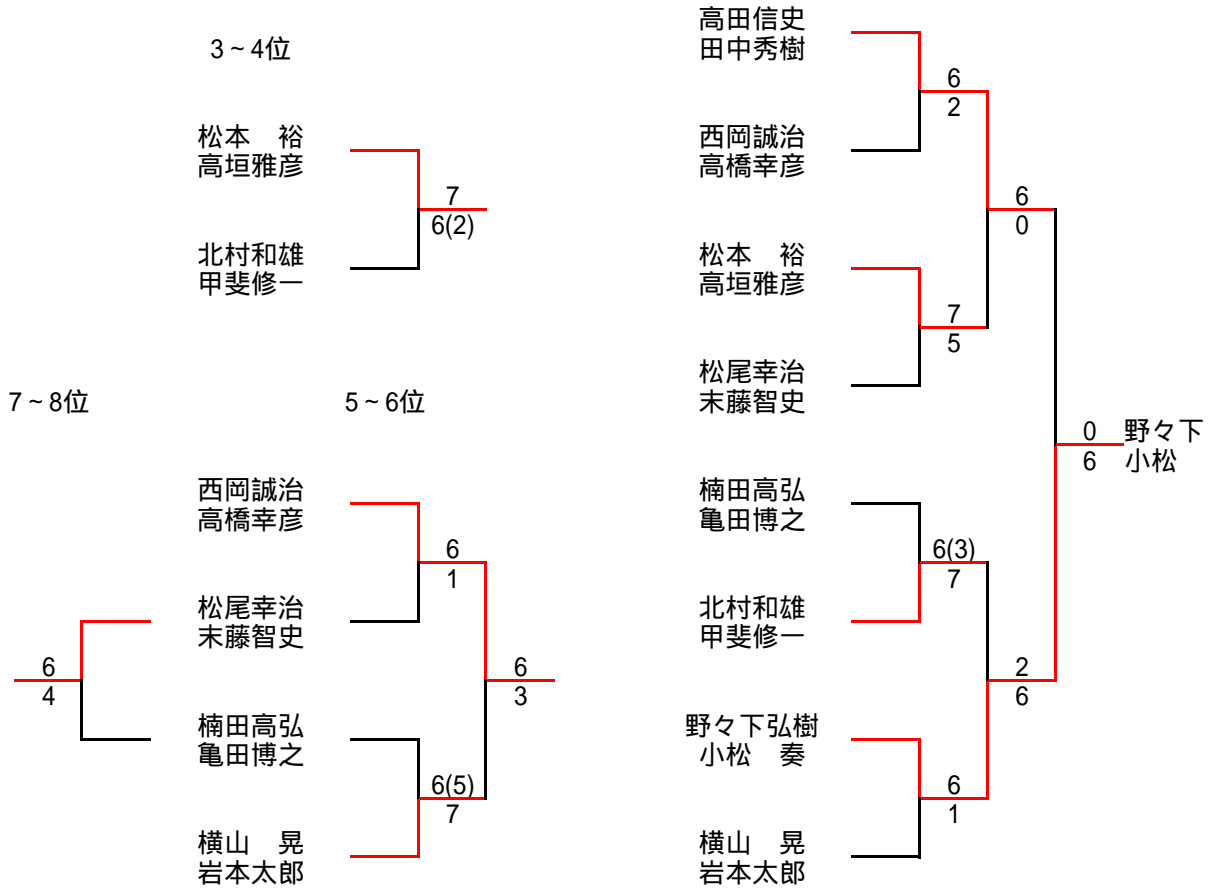 3～4位
松本　裕
高垣雅彦
7
6(2)
北村和雄
甲斐修一
7～8位
5～6位
西岡誠治
高橋幸彦
6
1
松尾幸治
末藤智史
6
4
6
3
楠田高弘
亀田博之
6(5)
7
横山　晃
岩本太郎
高田信史
田中秀樹
6
2
西岡誠治
高橋幸彦
6
0
松本　裕
高垣雅彦
7
5
松尾幸治
末藤智史
0
6
野々下
小松
楠田高弘
亀田博之
6(3)
7
北村和雄
甲斐修一
2
6
野々下弘樹
小松　奏
6
1
横山　晃
岩本太郎